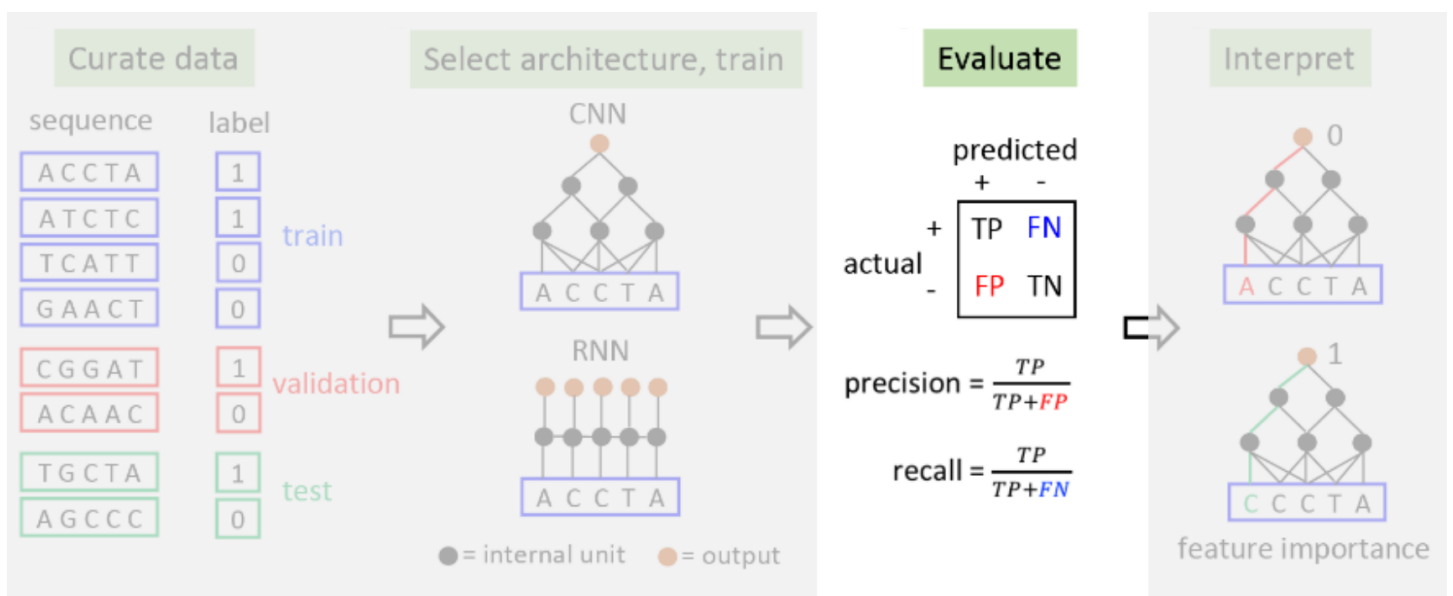 Curate data
sequence label
A C C T A 1
A T C T C 1
train
T C A T T 0
G A A C T 0
C G G A T 1
validation
A C A A C 0
T G C T A 1
test
A G C C C 0
Select architecture, train
CNN
A C C T A
RNN
A C C T A
= internal unit = output
Evaluate
predicted
+ -
+ TP FN
actual
- FP TN
precision = TP / TP+FP
recall = TP / TP+FN
Interpret
0
A C C T A
1
C C C T A
feature importance